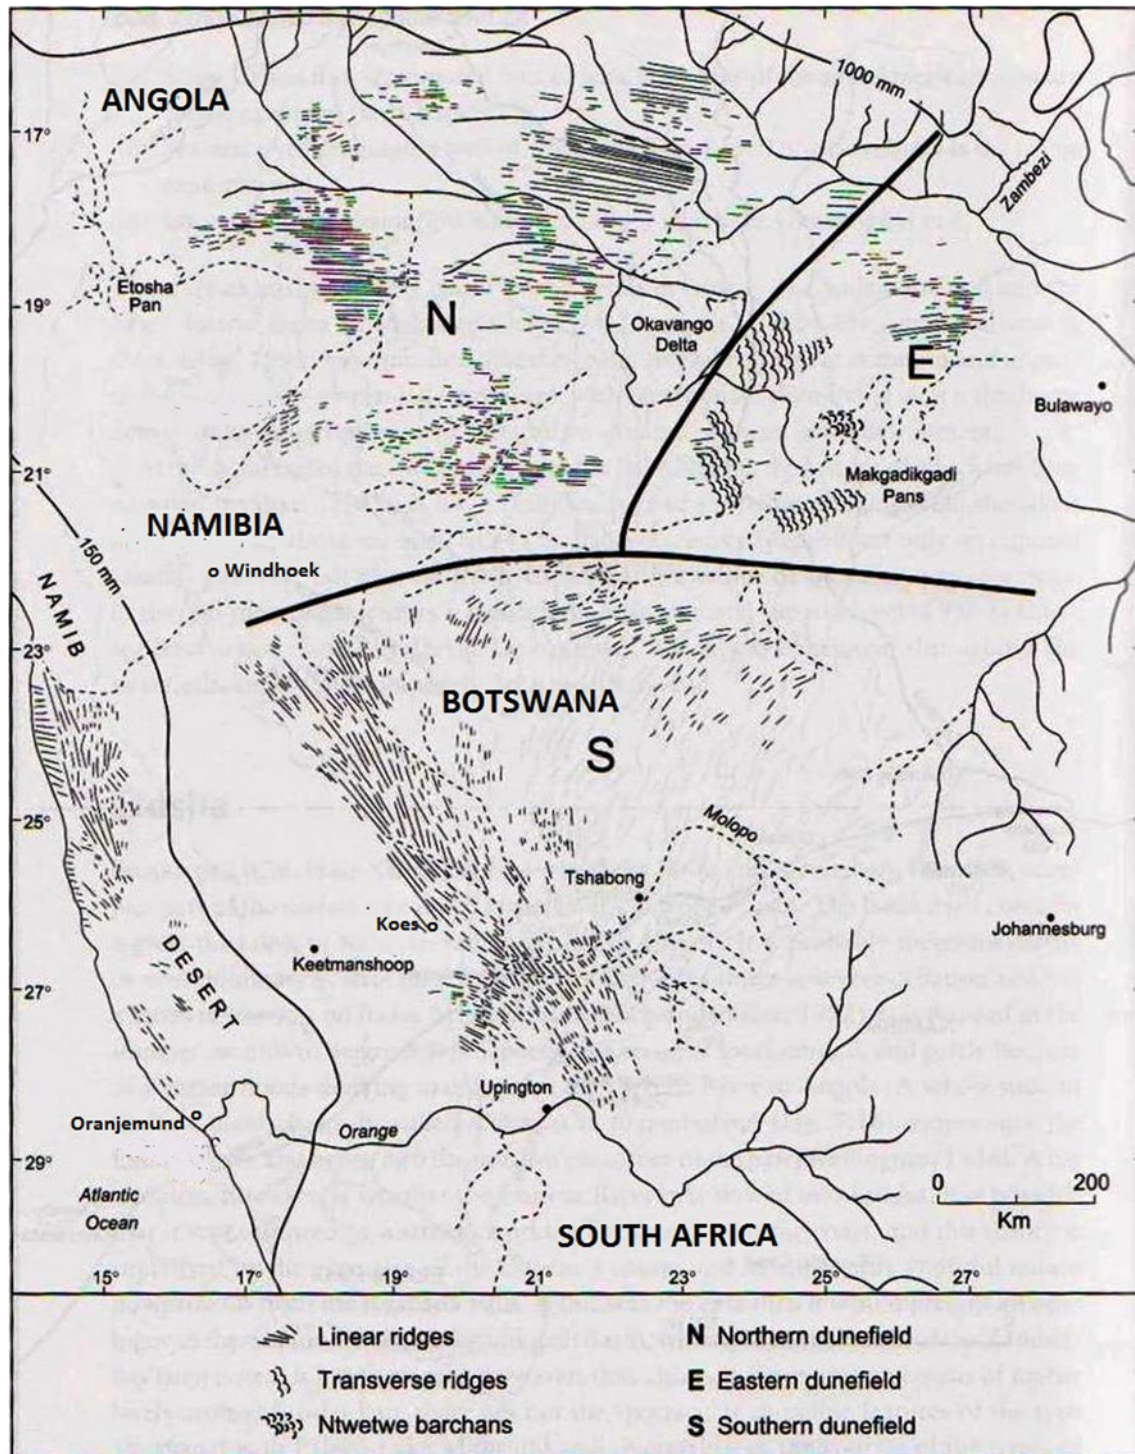 ANGOLA
1000 mm
17°
Zambezi
Etosha
Pan
19°
N
Okavango
Delta
E
Bulawayo
21°
Makgadikgadi
Pans
NAMIBIA
150 mm
Windhoek
NAMIB
23°
BOTSWANA
S
25°
Molopo
Tshabong
Koes
Johannesburg
DESERT
Keetmanshoop
27°
Upington
Oranjemund
Orange
29°
Atlantic
Ocean
0 200
Km
SOUTH AFRICA
15° 17° 19° 21° 23° 25° 27°
Linear ridges
N Northern dunefield
Transverse ridges
E Eastern dunefield
Ntwetwe barchans
S Southern dunefield